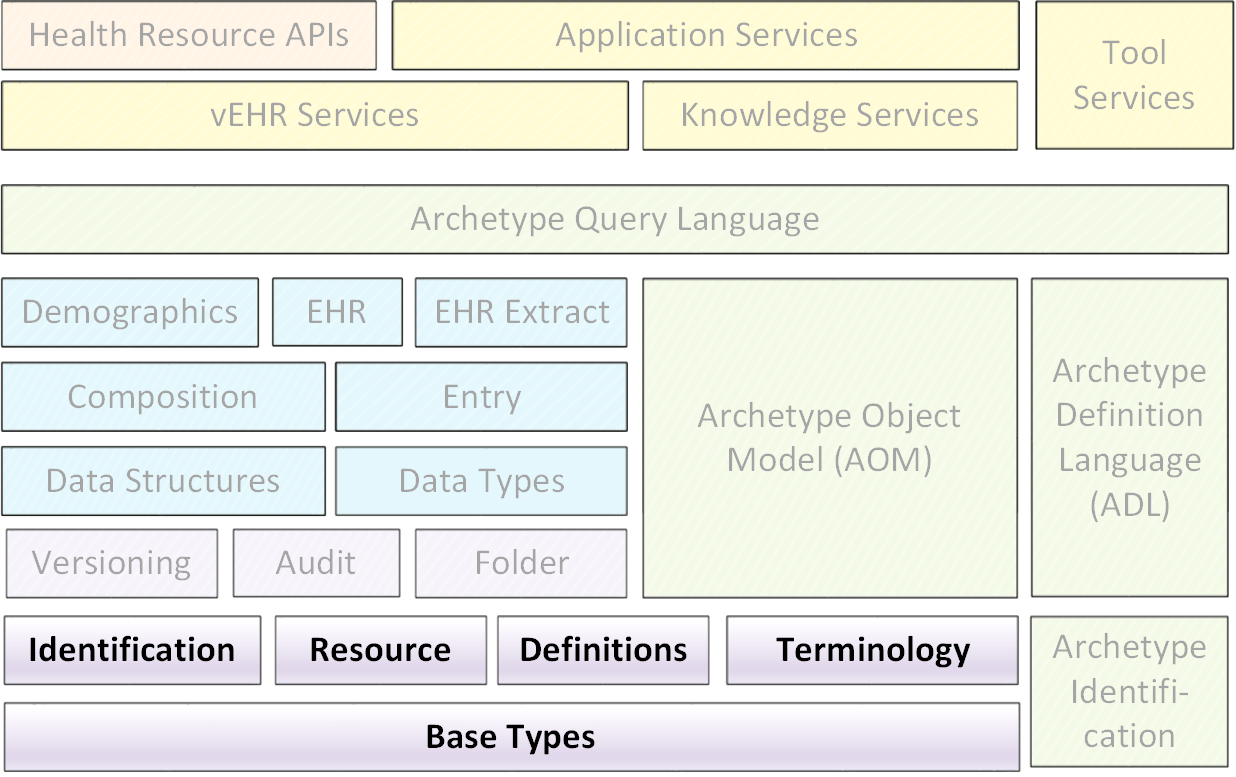 Health Resource APIs
Application Services
Tool
Services
vEHR Services
Knowledge Services
Archetype Query Language
Demographics
EHR
EHR Extract
Composition
Entry
Data Structures
Data Types
Versioning
Audit
Folder
Archetype Object
Model (AOM)
Archetype
Definition
Language
(ADL)
Identification
Resource
Definitions
Terminology
Base Types
Archetype
Identifi-
cation